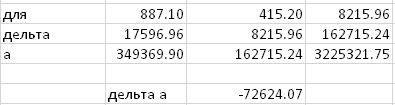 для 887.10 415.20 8215.96
дельта 17596.96 8215.96 162715.24
а 349369.90 162715.24 3225321.75
дельта а -72624.07